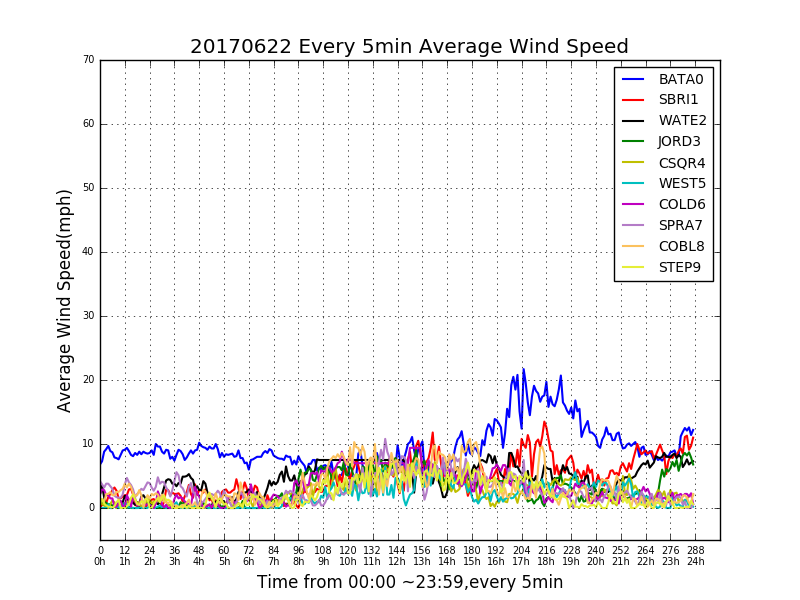 20170622 Every 5min Average Wind Speed
70
60
50
40
30
20
10
0
Average Wind Speed(mph)
BATA0
SBRI1
WATE2
JORD3
CSQR4
WEST5
COLD6
SPRA7
COBL8
STEP9
0 12 24 36 48 60 72 84 96 108 120 132 144 156 168 180 192 204 216 228 240 252 264 276 288
0h 1h 2h 3h 4h 5h 6h 7h 8h 9h 10h 11h 12h 13h 14h 15h 16h 17h 18h 19h 20h 21h 22h 23h 24h
Time from 00:00 ~23:59,every 5min